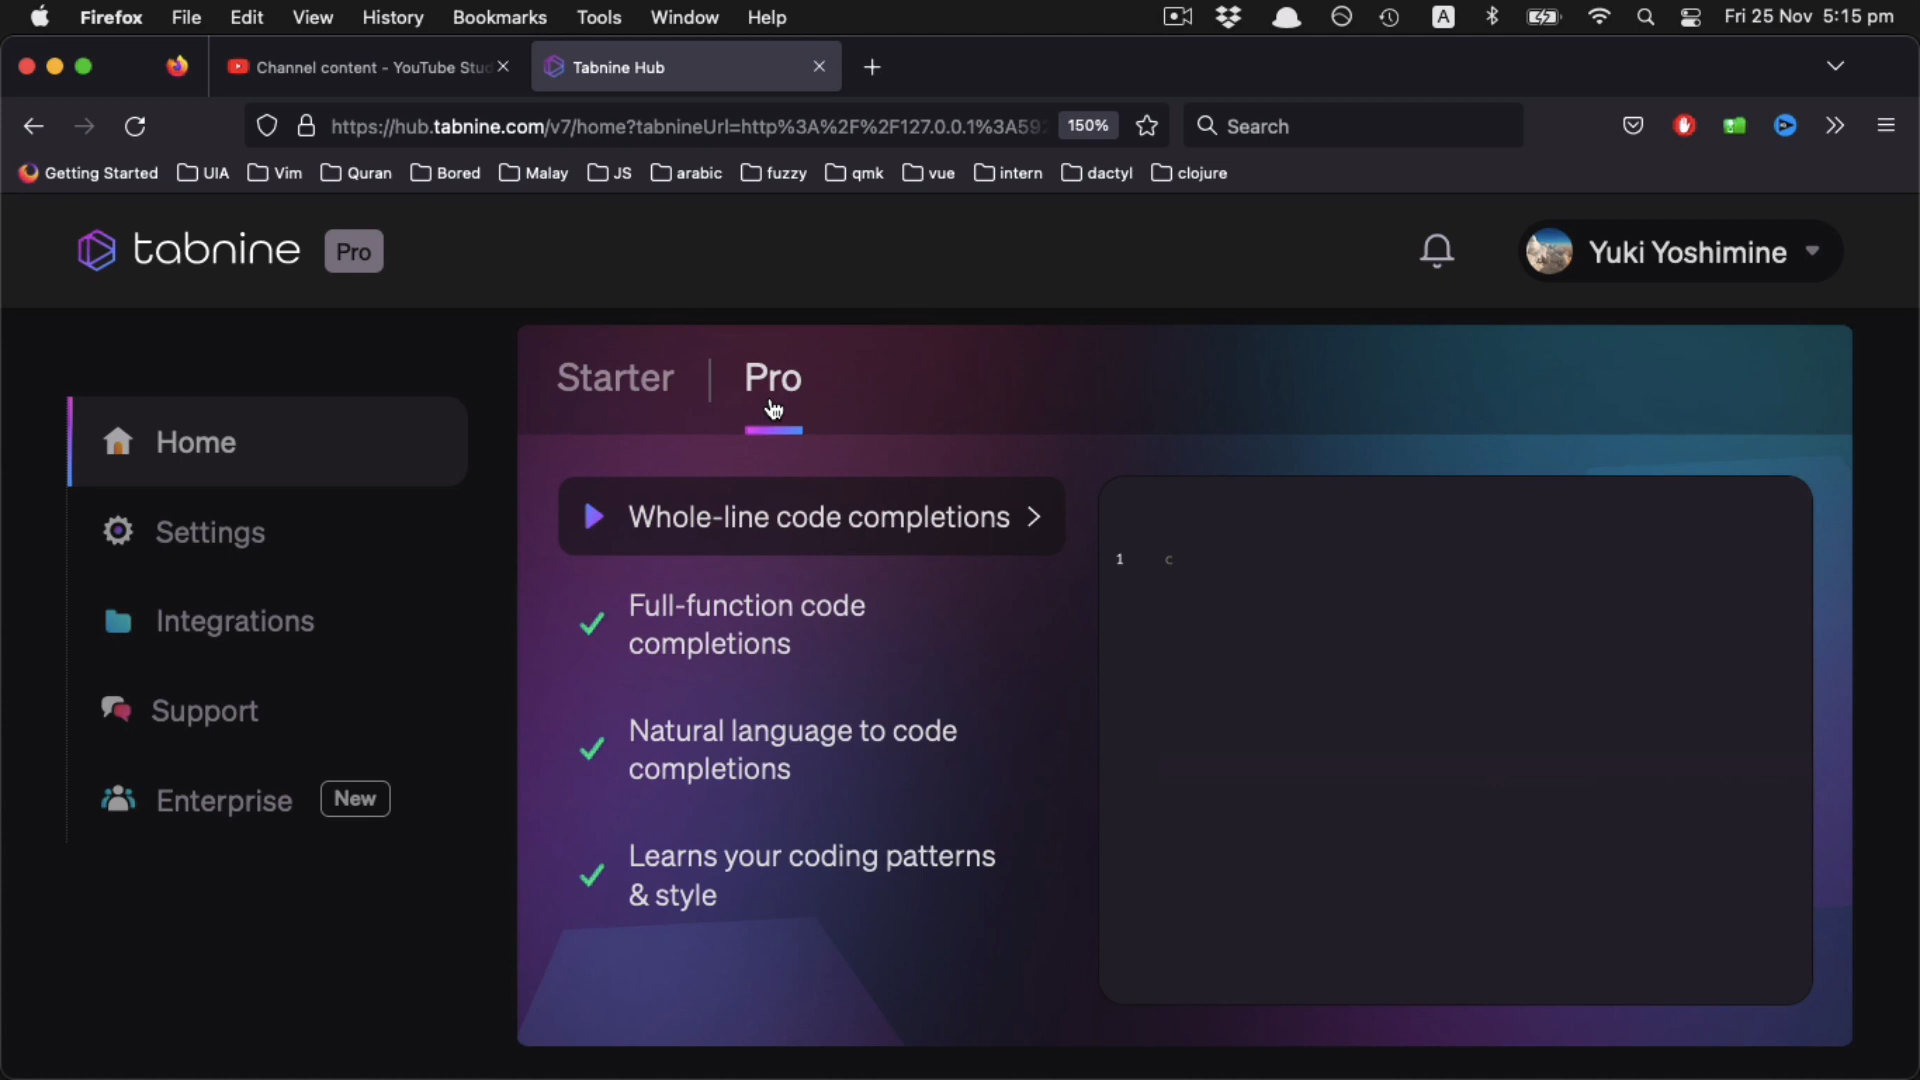 Firefox File Edit View History Bookmarks Tools Window Help A Fri 25 Nov 5:15 pm
Channel content - YouTube Stud Tabnine Hub
https://hub.tabnine.com/v7/home?tabnineUrl=http%3A%2F%2F127.0.0.1%3A592 150% Search
Getting Started UIA Vim Quran Bored Malay JS arabic fuzzy qmk vue intern dactyl clojure
tabnine Pro Yuki Yoshimine
Starter Pro
Home
Settings
Integrations
Support
Enterprise New
Whole-line code completions
Full-function code
completions
Natural language to code
completions
Learns your coding patterns
& style
1 c